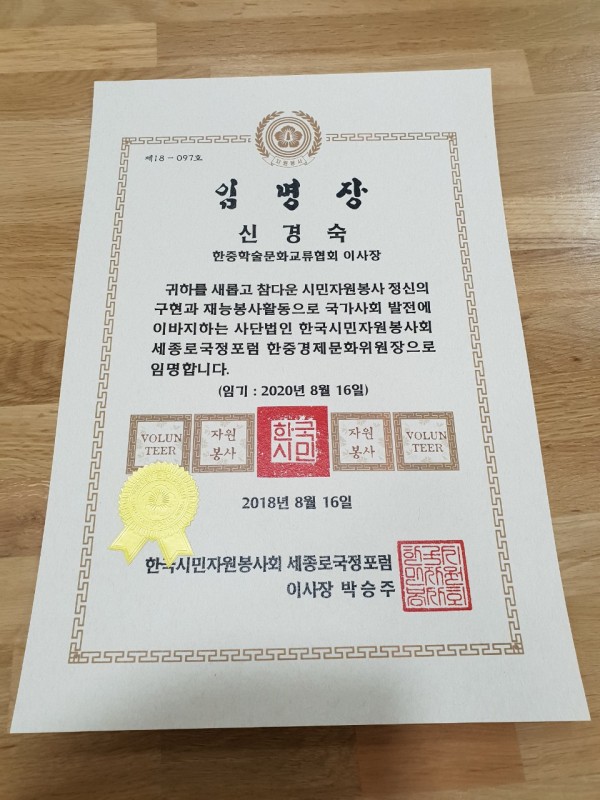 자원봉사
제18-097호
임명장
신경숙
한중학술문화교류협회 이사장
귀하를 새롭고 참다운 시민자원봉사 정신의
구현과 재능봉사활동으로 국가사회 발전에
이바지하는 사단법인 한국시민자원봉사회
세종로국정포럼 한중경제문화위원장으로
임명합니다.
(임기 : 2020년 8월 16일)
VOLUN
TEER
자원
봉사
한국
시민
자원
봉사
VOLUN
TEER
2018년 8월 16일
한국시민자원봉사회 세종로국정포럼
이사장 박승주